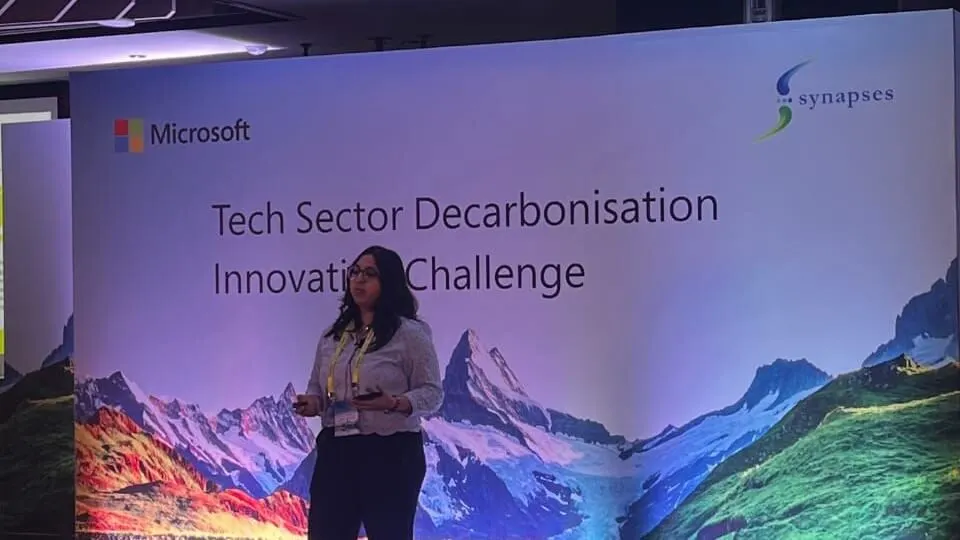 Microsoft
synapses
Tech Sector Decarbonisation
Innovati Challenge